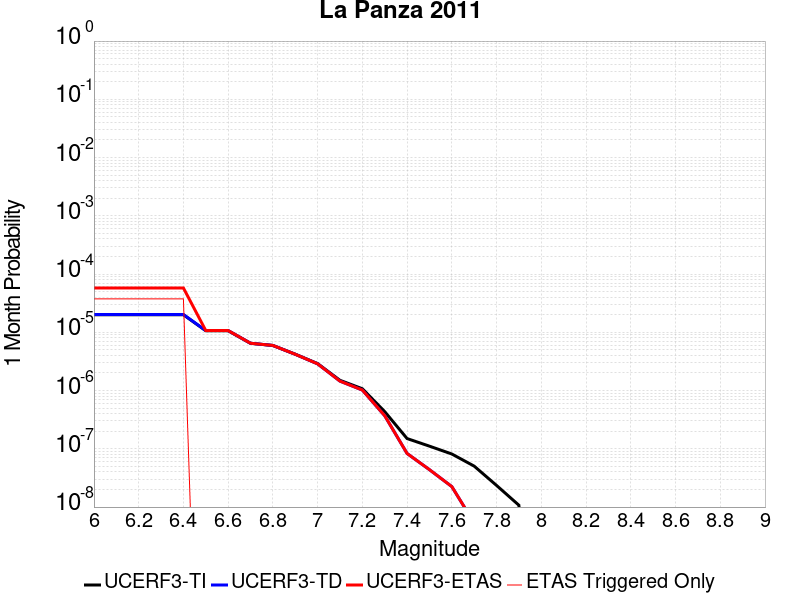 La Panza 2011
10 0
10 -1
10 -2
10 -3
10 -4
10 -5
10 -6
10 -7
10 -8
1 Month Probability
6 6.2 6.4 6.6 6.8 7 7.2 7.4 7.6 7.8 8 8.2 8.4 8.6 8.8 9
Magnitude
UCERF3-TI UCERF3-TD UCERF3-ETAS ETAS Triggered Only